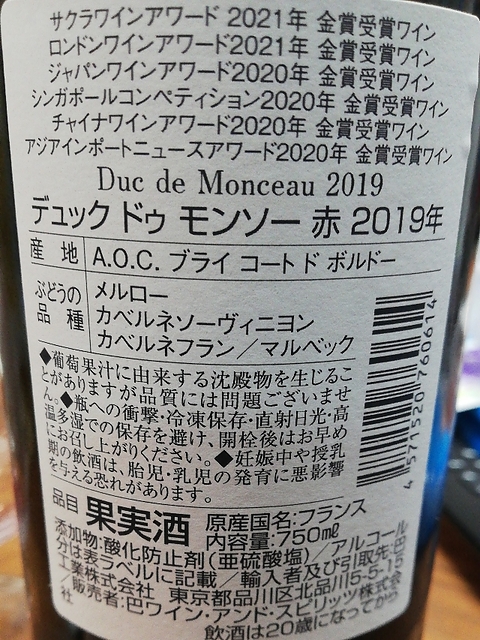 サクラワインアワード 2021年 金賞受賞ワイン
ロンドンワインアワード2021年 金賞受賞ワイン
ジャパンワインアワード2020年 金賞受賞ワイン
シンガポールコンペティション2020年 金賞受賞ワイン
チャイナワインアワード2020年 金賞受賞ワイン
アジアインポートニュースアワード2020年 金賞受賞ワイン
Duc de Monceau 2019
デュック ドゥ モンソー 赤 2019年
産地 A.O.C. ブライ コート ド ボルドー
ぶどうの品種 メルロー
カベルネソーヴィニヨン
カベルネフラン/マルベック
◆葡萄果汁に由来する沈殿物を生じるこ
とがありますが品質には問題ございませ
ん。◆瓶への衝撃・冷凍保存・直射日光・高
温多湿での保存を避け、開栓後はお早め
にお召し上がりください。◆妊娠中や授乳
期の飲酒は、胎児・乳児の発育に悪影響
を与える恐れがあります。
4571520760614
品目 果実酒 原産国名:フランス
内容量:750㎖
添加物:酸化防止剤(亜硫酸塩)/アルコール
分は表ラベルに記載/輸入者及び引取先:巴
工業株式会社 東京都品川区北品川5-5-15
/販売者:巴ワイン・アンド・スピリッツ株式会
社 飲酒は20歳になってから